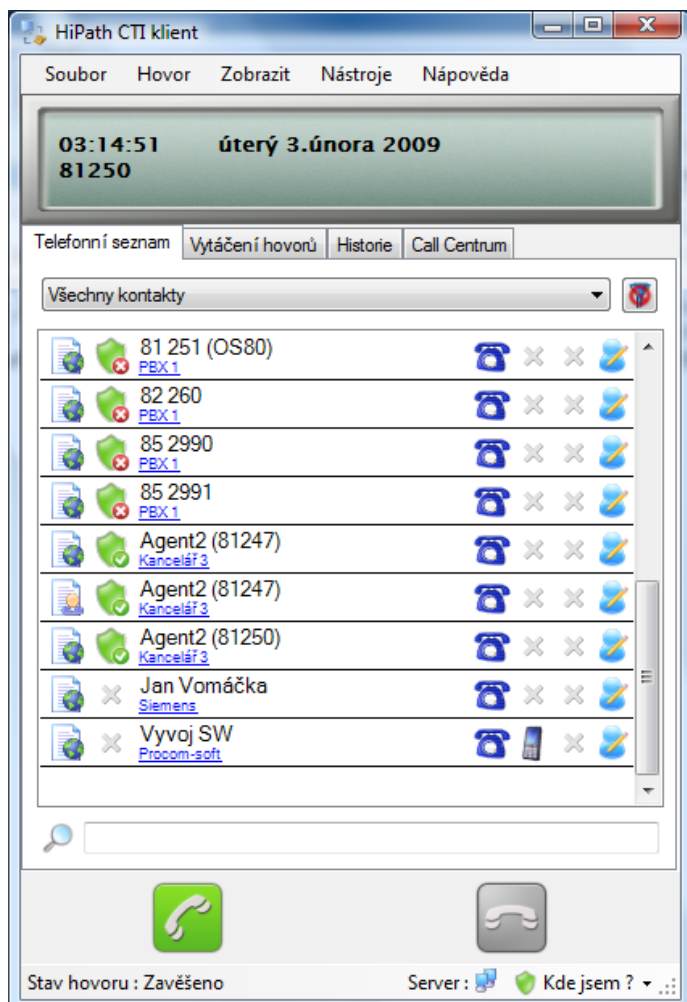 HiPath CTI klient
Soubor Hovor Zobrazit Nástroje Nápověda
03:14:51 úterý 3.února 2009
81250
Telefonní seznam Vytáčení hovorů Historie Call Centrum
Všechny kontakty
81 251 (OS80)
PBX 1
82 260
PBX 1
85 2990
PBX 1
85 2991
PBX 1
Agent2 (81247)
Kancelář 3
Agent2 (81247)
Kancelář 3
Agent2 (81250)
Kancelář 3
Jan Vomáčka
Siemens
Vyvoj SW
Procom-soft
Stav hovoru : Zavěšeno Server : Kde jsem ?